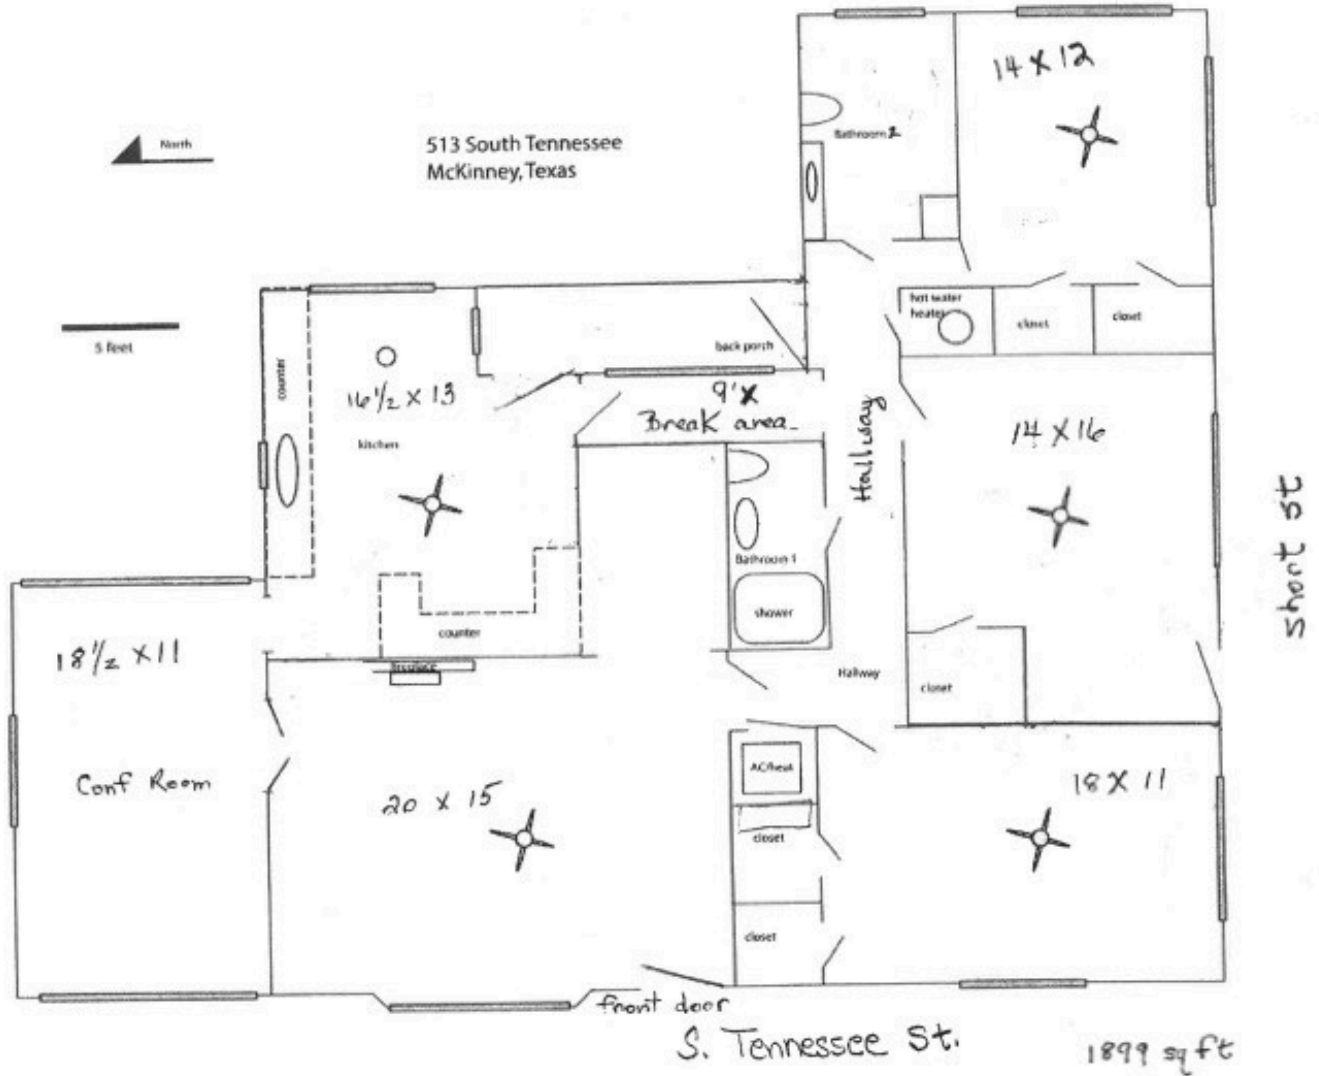 14 X 12
North
513 South Tennessee
McKinney, Texas
Bathroom 2
5 feet
hot water
heater
closet
closet
back porch
counter
16 1/2 X 13
9' X
Break area
kitchen
Hallway
14 X 16
Short St
Bathroom 1
shower
counter
fireplace
18 1/2 X 11
Hallway
closet
Conf Room
20 X 15
AC/heat
18 X 11
closet
closet
front door
S. Tennessee St.
1899 sq ft